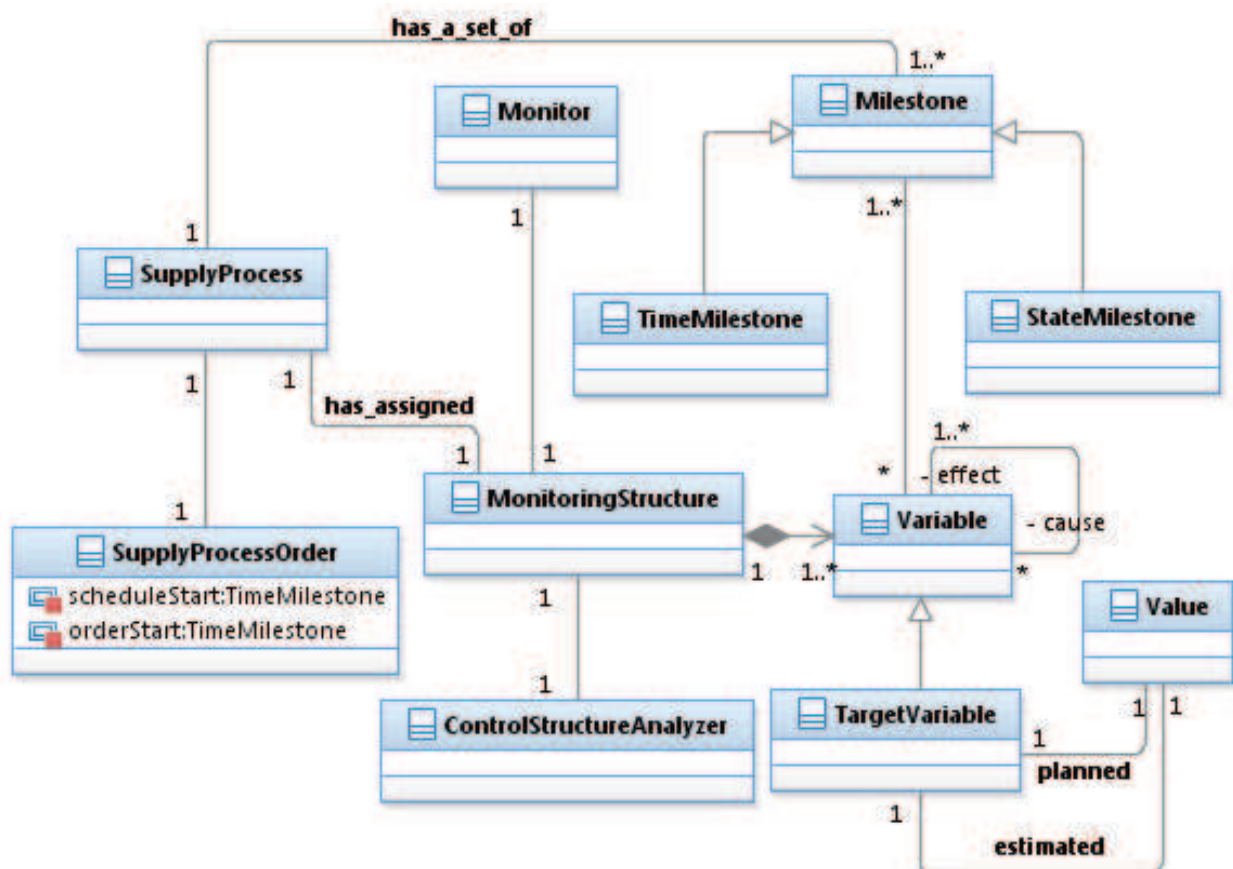 has_a_set_of
1
1..*
Monitor
Milestone
1
1..*
1
SupplyProcess
TimeMilestone
StateMilestone
1
1
has_assigned
1..*
1
1
*
- effect
MonitoringStructure
Variable
- cause
1
SupplyProcessOrder
1
1..*
*
scheduleStart:TimeMilestone
orderStart:TimeMilestone
1
Value
1
ControlStructureAnalyzer
TargetVariable
1
1
1
planned
1
estimated